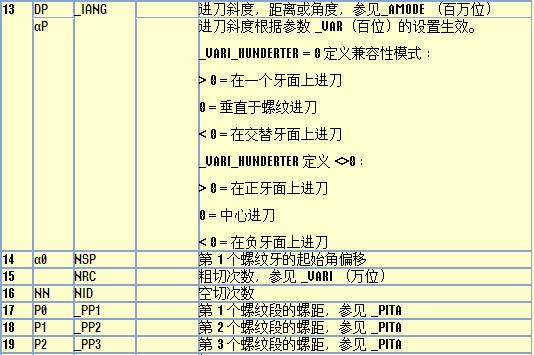 13 DP _IANG 进刀斜度,距离或角度,参见_AMODE (百万位)
αP 进刀斜度根据参数 _VAR(百位)的设置生效。
_VARI_HUNDERTER = 0 定义兼容性模式:
> 0 = 在一个牙面上进刀
0 = 垂直于螺纹进刀
< 0 = 在交替牙面上进刀
_VARI_HUNDERTER 定义 <>0:
> 0 = 在正牙面上进刀
0 = 中心进刀
< 0 = 在负牙面上进刀
14 α0 NSP 第 1 个螺纹牙的起始角偏移
15 NRC 粗切次数,参见 _VARI (万位)
16 NN NID 空切次数
17 P0 _PP1 第 1 个螺纹段的螺距,参见 _PITA
18 P1 _PP2 第 2 个螺纹段的螺距,参见 _PITA
19 P2 _PP3 第 3 个螺纹段的螺距,参见 _PITA